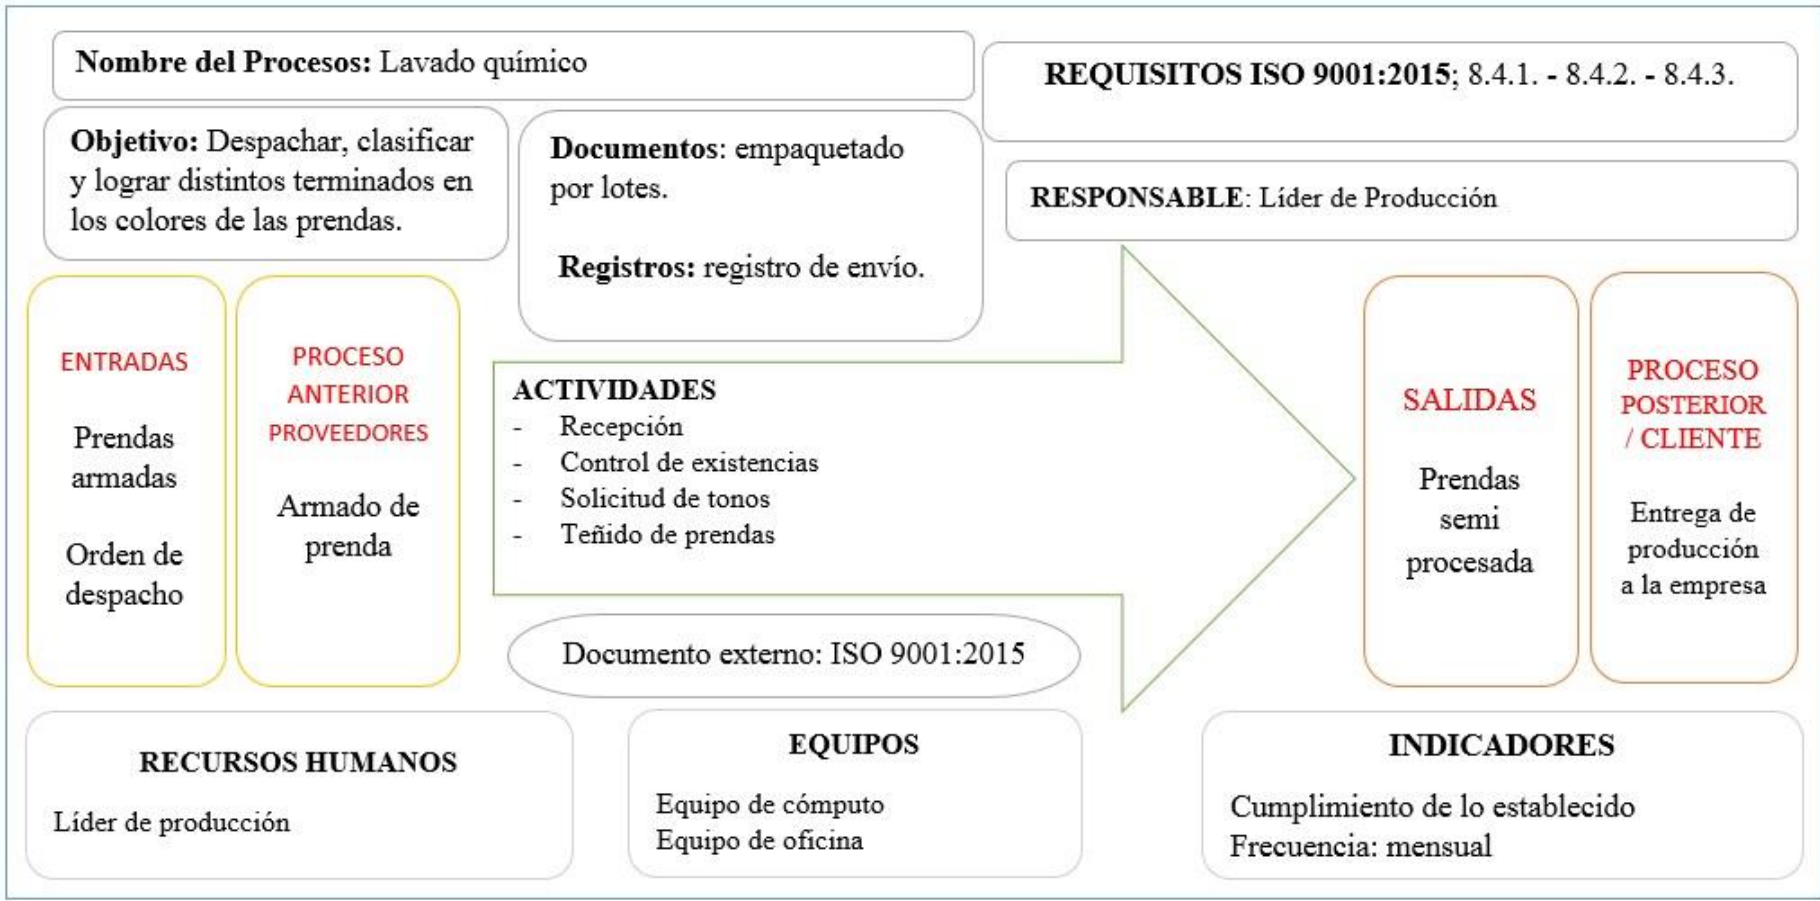 Nombre del Procesos: Lavado químico
REQUISITOS ISO 9001:2015; 8.4.1. - 8.4.2. - 8.4.3.
Objetivo: Despachar, clasificar
y lograr distintos terminados en
los colores de las prendas.
Documentos: empaquetado
por lotes.
Registros: registro de envío.
RESPONSABLE: Líder de Producción
ENTRADAS
Prendas
armadas
Orden de
despacho
PROCESO
ANTERIOR
PROVEEDORES
Armado de
prenda
ACTIVIDADES
- Recepción
- Control de existencias
- Solicitud de tonos
- Teñido de prendas
SALIDAS
Prendas
semi
procesada
PROCESO
POSTERIOR
/ CLIENTE
Entrega de
producción
a la empresa
Documento externo: ISO 9001:2015
RECURSOS HUMANOS
Líder de producción
EQUIPOS
Equipo de cómputo
Equipo de oficina
INDICADORES
Cumplimiento de lo establecido
Frecuencia: mensual